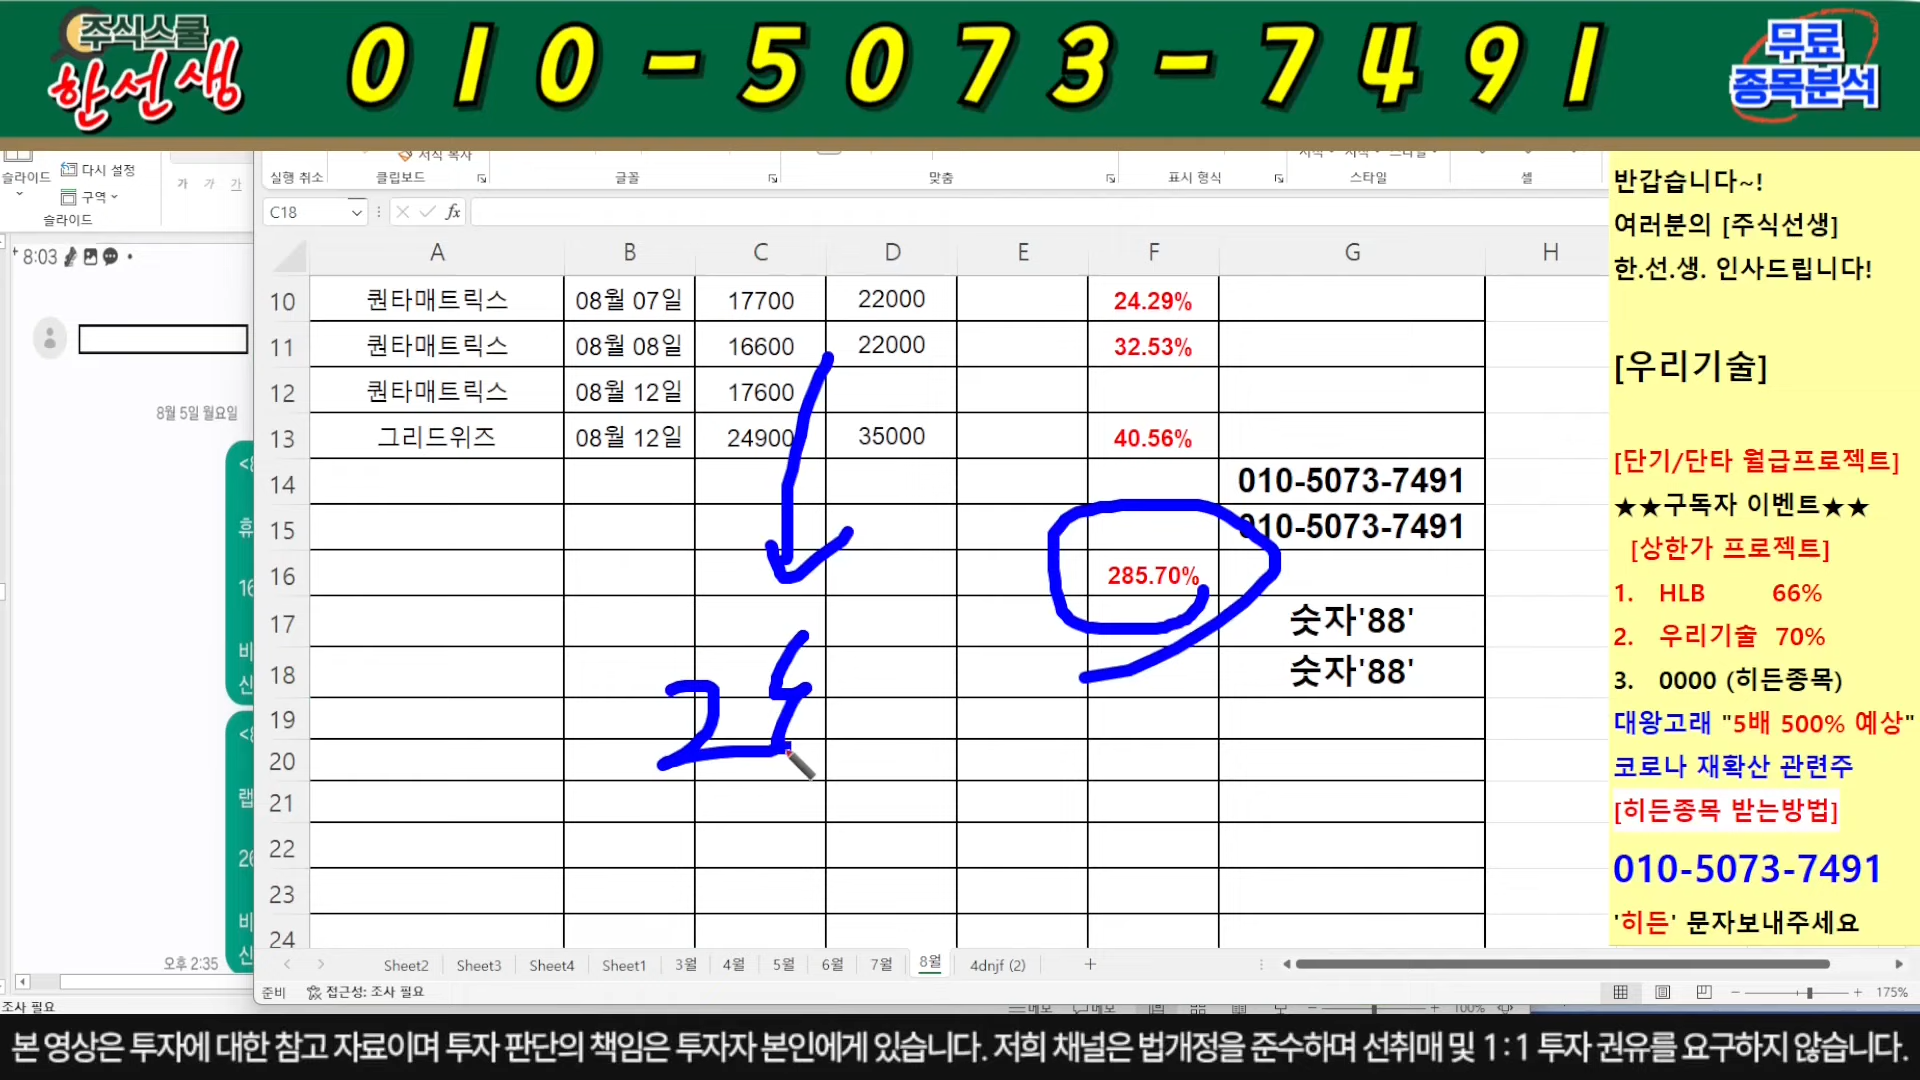 주식스쿨
한선생
010-5073-7491
무료
종목분석
슬라이드
다시 설정
구역
슬라이드
가 가 가
서식 복사
실행 취소
클립보드
글꼴
맞춤
표시 형식
스타일
셀
C18
fx
A B C D E F G H
10 퀀타매트릭스 08월 07일 17700 22000 24.29%
11 퀀타매트릭스 08월 08일 16600 22000 32.53%
12 퀀타매트릭스 08월 12일 17600
13 그리드위즈 08월 12일 24900 35000 40.56%
14 010-5073-7491
15 010-5073-7491
16 285.70%
17 숫자'88'
18 숫자'88'
19
20
21
22
23
24
8:03
8월 5일 월요일
오후 2:35
Sheet2 Sheet3 Sheet4 Sheet1 3월 4월 5월 6월 7월 8월 4dnjf (2) +
준비
접근성: 조사 필요
175%
조사 필요
메모
메모
100%
반갑습니다~!
여러분의 [주식선생]
한.선.생. 인사드립니다!
[우리기술]
[단기/단타 월급프로젝트]
★★구독자 이벤트★★
[상한가 프로젝트]
1. HLB 66%
2. 우리기술 70%
3. 0000 (히든종목)
대왕고래 "5배 500% 예상"
코로나 재확산 관련주
[히든종목 받는방법]
010-5073-7491
'히든' 문자보내주세요
본 영상은 투자에 대한 참고 자료이며 투자 판단의 책임은 투자자 본인에게 있습니다. 저희 채널은 법개정을 준수하며 선취매 및 1:1 투자 권유를 요구하지 않습니다.